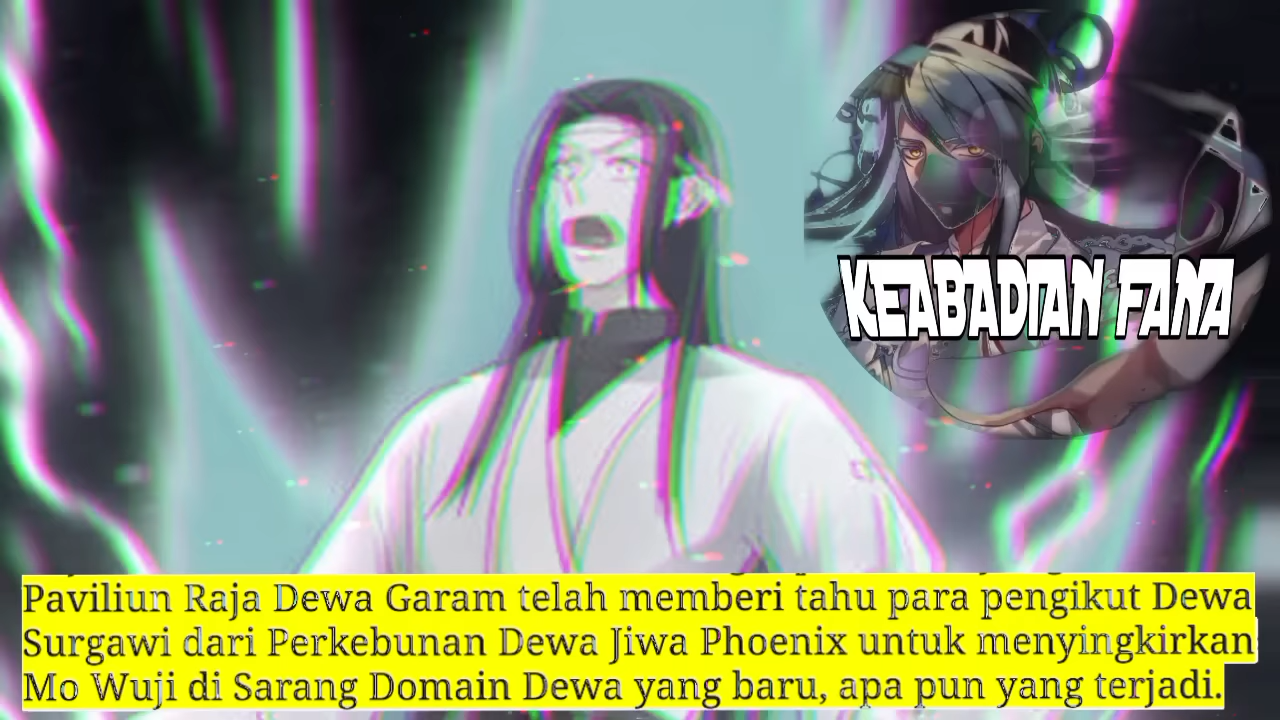 KEABADIAN FANA
Paviliun Raja Dewa Garam telah memberi tahu para pengikut Dewa
Surgawi dari Perkebunan Dewa Jiwa Phoenix untuk menyingkirkan
Mo Wuji di Sarang Domain Dewa yang baru, apa pun yang terjadi.